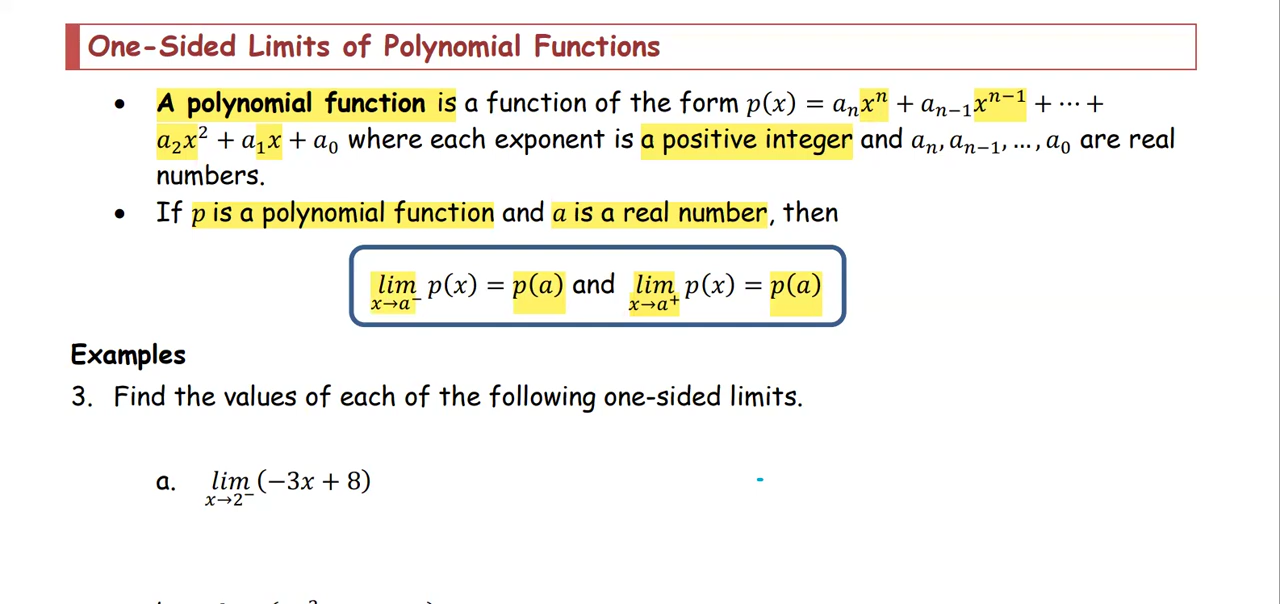 One-Sided Limits of Polynomial Functions
• A polynomial function is a function of the form p(x) = aₙxⁿ + aₙ₋₁xⁿ⁻¹ + ⋯ +
a₂x² + a₁x + a₀ where each exponent is a positive integer and aₙ, aₙ₋₁, …, a₀ are real
numbers.
• If p is a polynomial function and a is a real number, then
lim p(x) = p(a) and lim p(x) = p(a)
x→a⁻ x→a⁺
Examples
3. Find the values of each of the following one-sided limits.
a. lim (−3x + 8)
x→2⁻